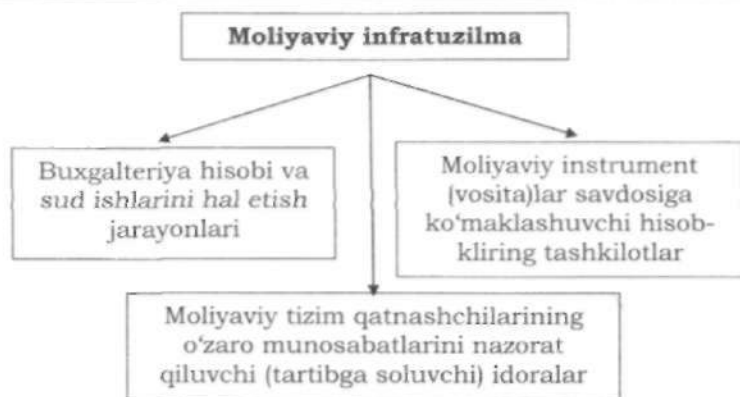 Moliyaviy infratuzilma
Buxgalteriya hisobi va
sud ishlarini hal etish
jarayonlari
Moliyaviy instrument
(vosita)lar savdosiga
ko‘maklashuvchi hisob-
kliring tashkilotlar
Moliyaviy tizim qatnashchilarining
o‘zaro munosabatlarini nazorat
qiluvchi (tartibga soluvchi) idoralar